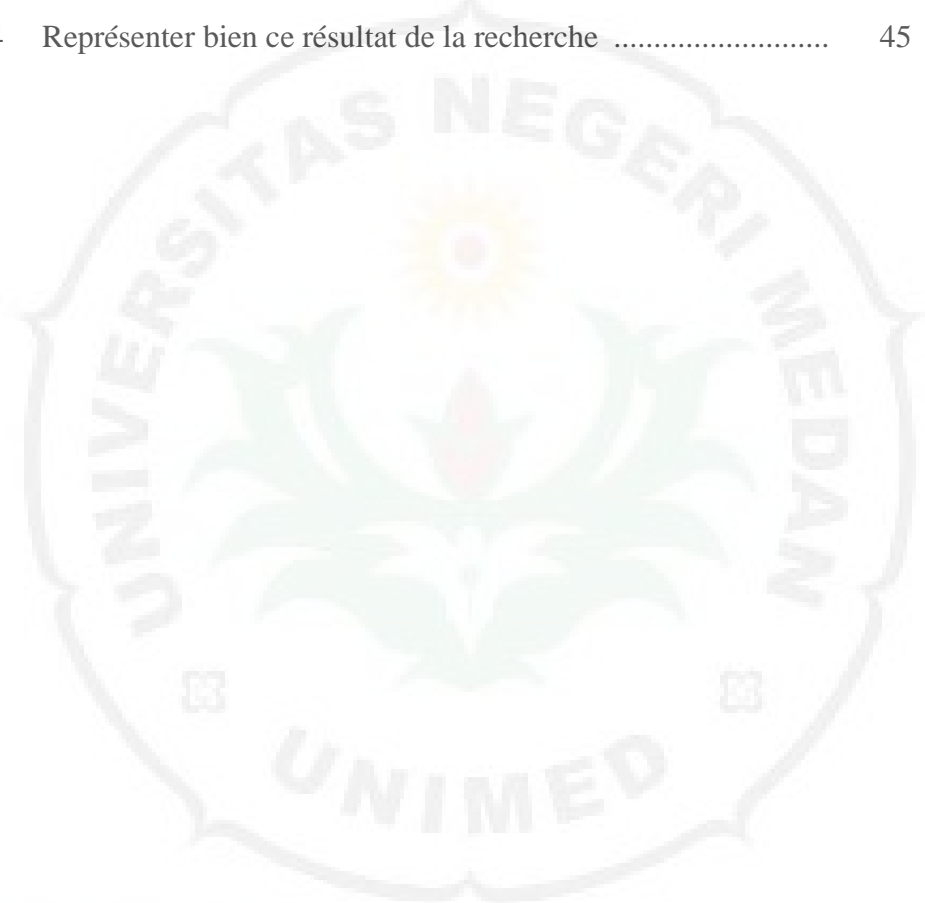 - Représenter bien ce résultat de la recherche ........................... 45
UNIVERSITAS NEGERI MEDAN
UNIMED